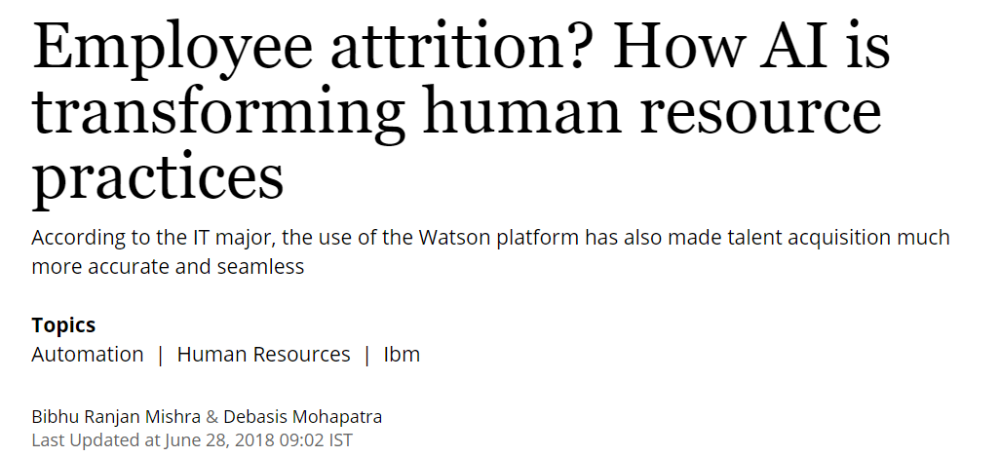 Employee attrition? How AI is
transforming human resource
practices
According to the IT major, the use of the Watson platform has also made talent acquisition much
more accurate and seamless
Topics
Automation | Human Resources | Ibm
Bibhu Ranjan Mishra & Debasis Mohapatra
Last Updated at June 28, 2018 09:02 IST